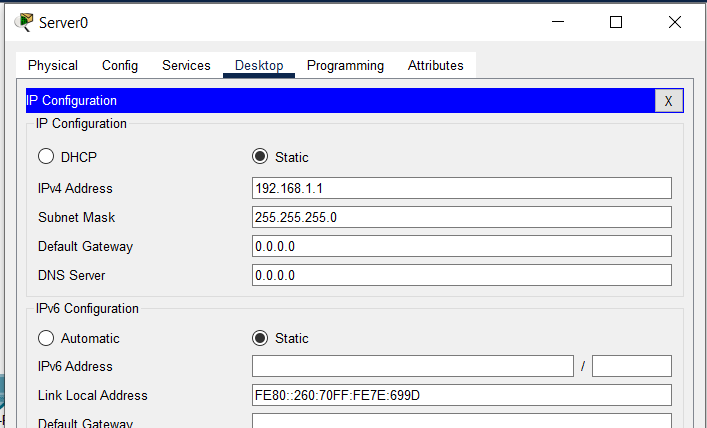 Server0
Physical Config Services Desktop Programming Attributes
IP Configuration X
IP Configuration
DHCP Static
IPv4 Address 192.168.1.1
Subnet Mask 255.255.255.0
Default Gateway 0.0.0.0
DNS Server 0.0.0.0
IPv6 Configuration
Automatic Static
IPv6 Address /
Link Local Address FE80::260:70FF:FE7E:699D
Default Gateway